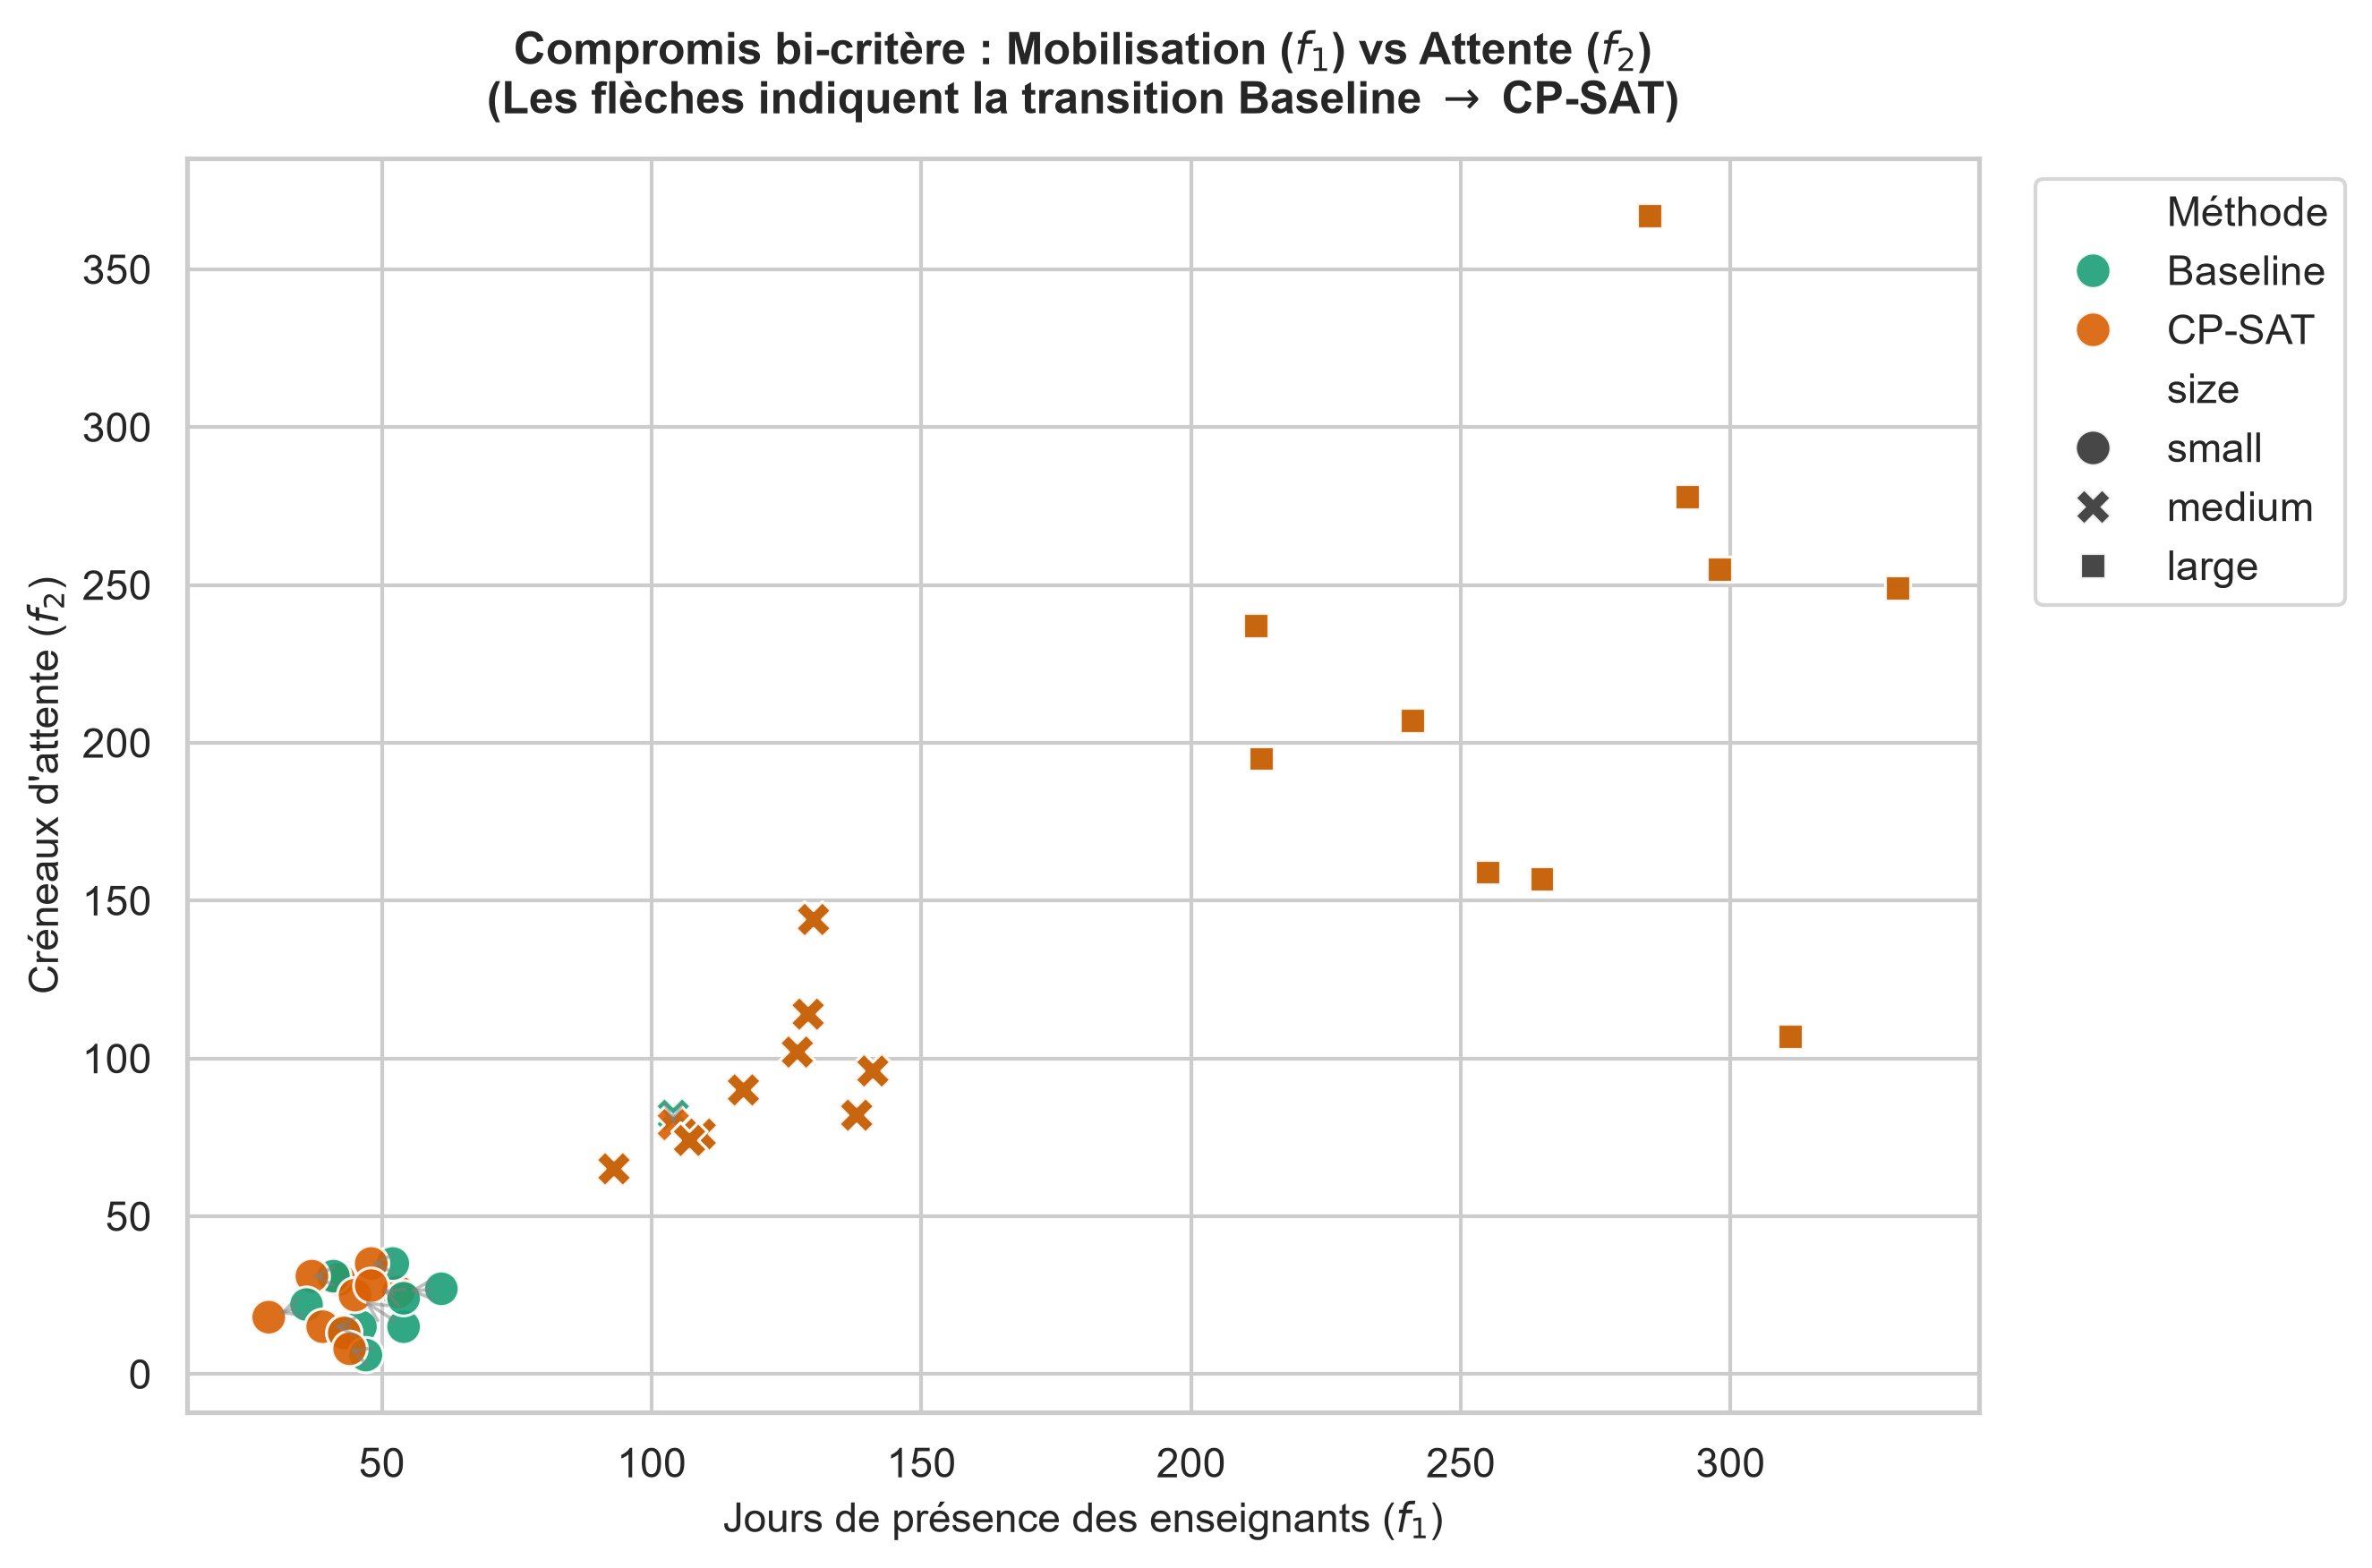 Compromis bi-critère : Mobilisation (f₁) vs Attente (f₂)
(Les flèches indiquent la transition Baseline → CP-SAT)
Créneaux d'attente (f₂)
350
300
250
200
150
100
50
0
50 100 150 200 250 300
Jours de présence des enseignants (f₁)
Méthode
Baseline
CP-SAT
size
small
medium
large